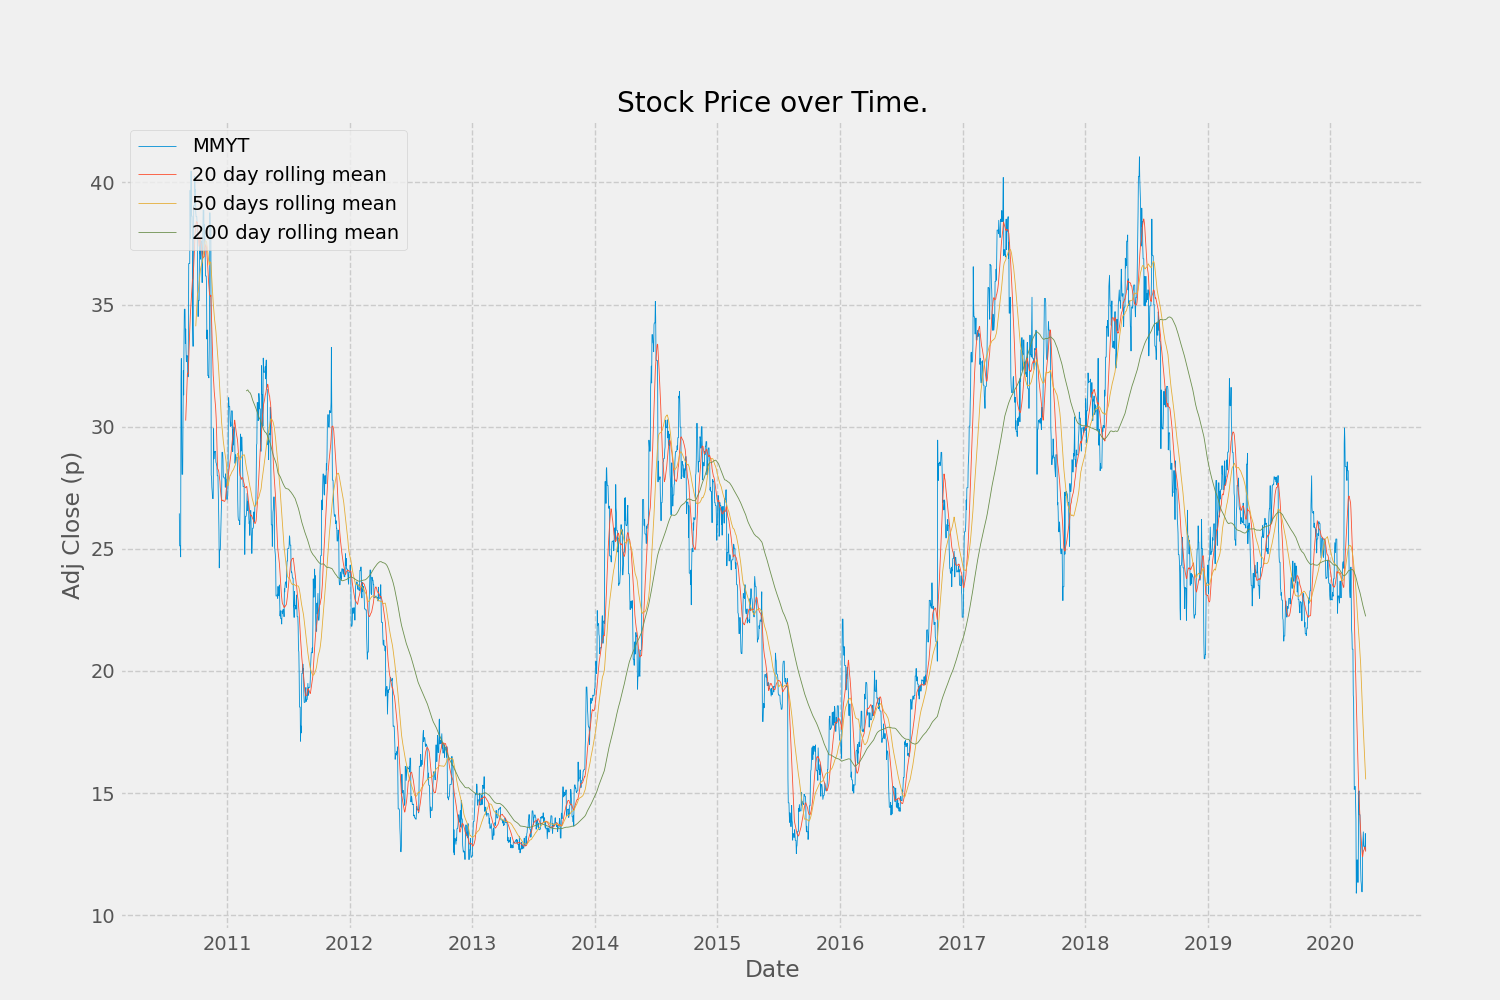 Stock Price over Time.
MMYT
20 day rolling mean
50 days rolling mean
200 day rolling mean
Adj Close (p)
40
35
30
25
20
15
10
2011 2012 2013 2014 2015 2016 2017 2018 2019 2020
Date